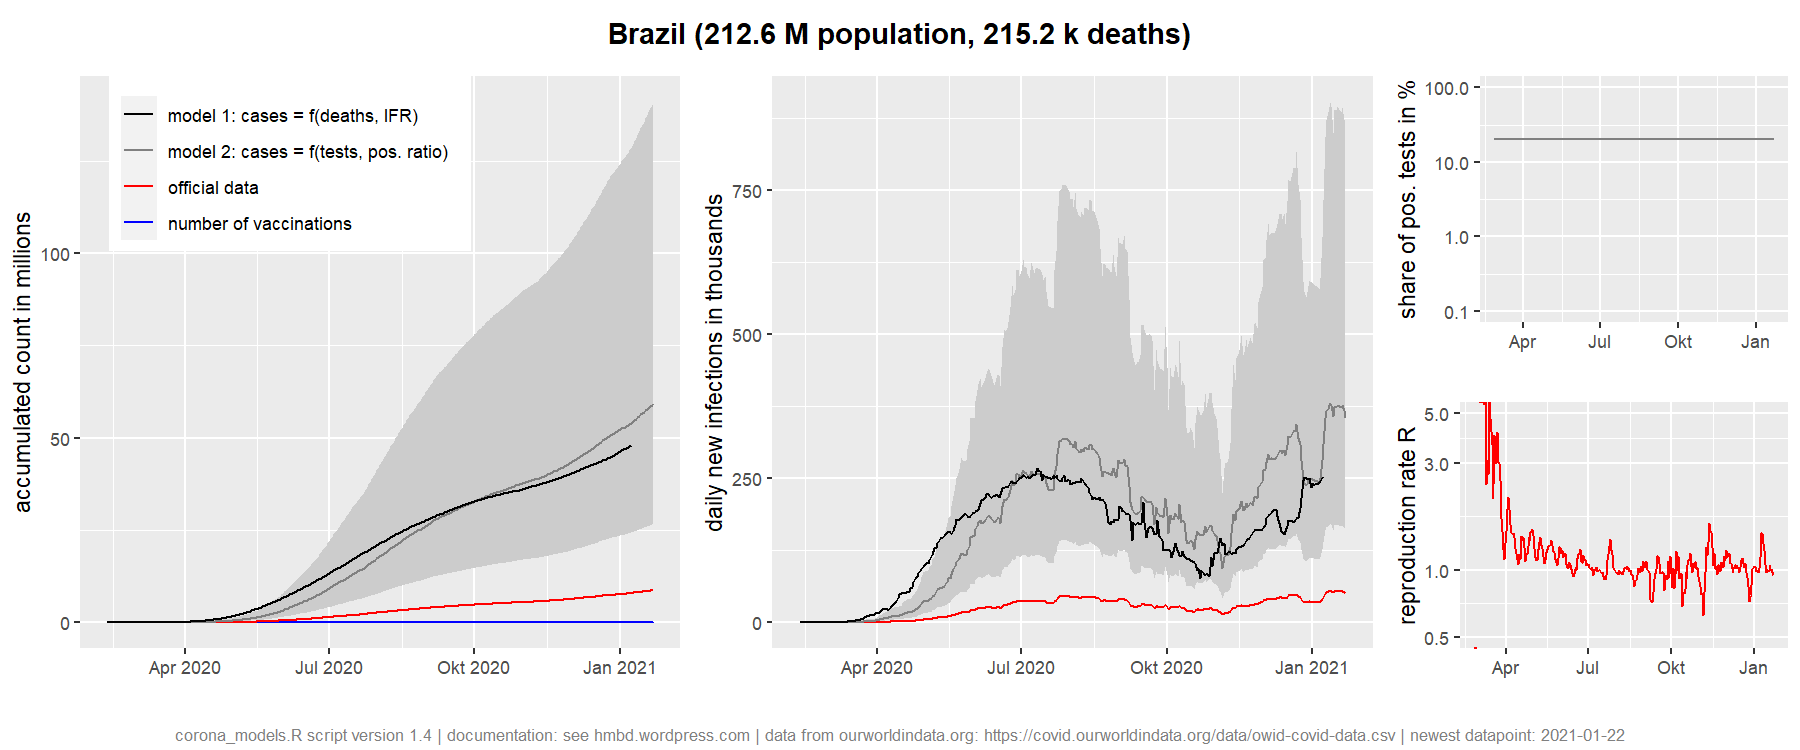 Brazil (212.6 M population, 215.2 k deaths)
accumulated count in millions
model 1: cases = f(deaths, IFR)
model 2: cases = f(tests, pos. ratio)
official data
number of vaccinations
100
50
0
Apr 2020 Jul 2020 Okt 2020 Jan 2021
daily new infections in thousands
750
500
250
0
Apr 2020 Jul 2020 Okt 2020 Jan 2021
share of pos. tests in %
100.0
10.0
1.0
0.1
Apr Jul Okt Jan
reproduction rate R
5.0
3.0
1.0
0.5
Apr Jul Okt Jan
corona_models.R script version 1.4 | documentation: see hmbd.wordpress.com | data from ourworldindata.org: https://covid.ourworldindata.org/data/owid-covid-data.csv | newest datapoint: 2021-01-22